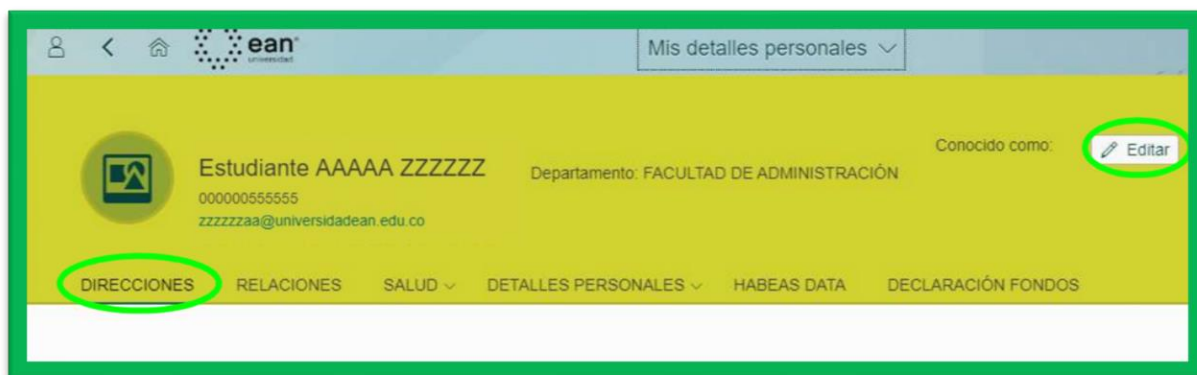 ean
universidad
Mis detalles personales
Conocido como:
Editar
Estudiante AAAAA ZZZZZZ
Departamento: FACULTAD DE ADMINISTRACIÓN
000000555555
zzzzzzaa@universidadean.edu.co
DIRECCIONES RELACIONES SALUD DETALLES PERSONALES HABEAS DATA DECLARACIÓN FONDOS